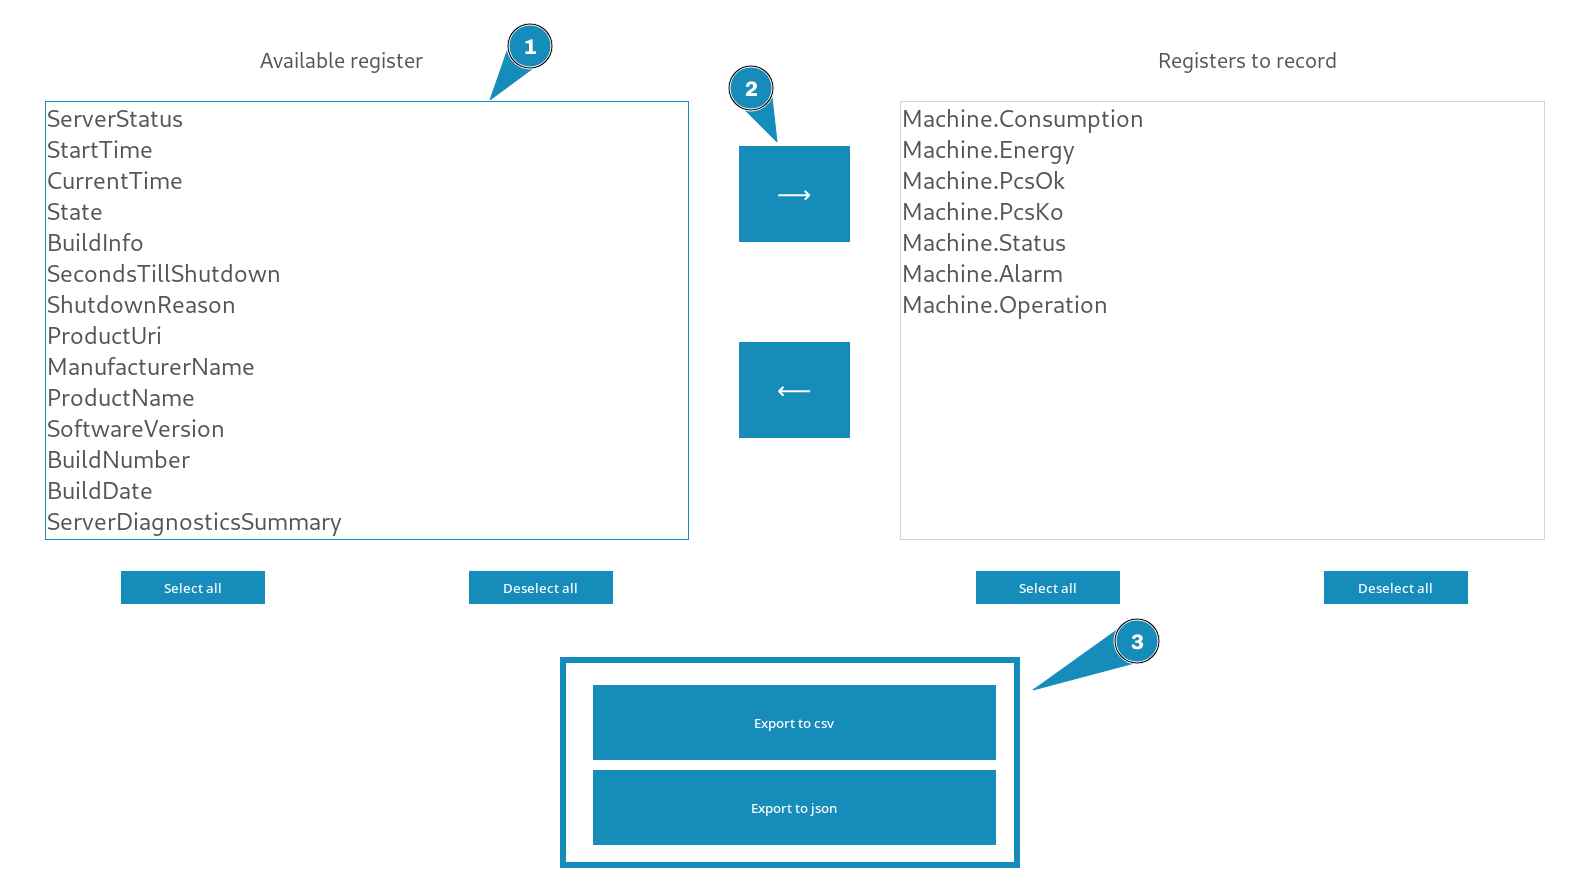 1
Available register
2
Registers to record
ServerStatus
StartTime
CurrentTime
State
BuildInfo
SecondsTillShutdown
ShutdownReason
ProductUri
ManufacturerName
ProductName
SoftwareVersion
BuildNumber
BuildDate
ServerDiagnosticsSummary
→
←
Machine.Consumption
Machine.Energy
Machine.PcsOk
Machine.PcsKo
Machine.Status
Machine.Alarm
Machine.Operation
Select all
Deselect all
Select all
Deselect all
3
Export to csv
Export to json